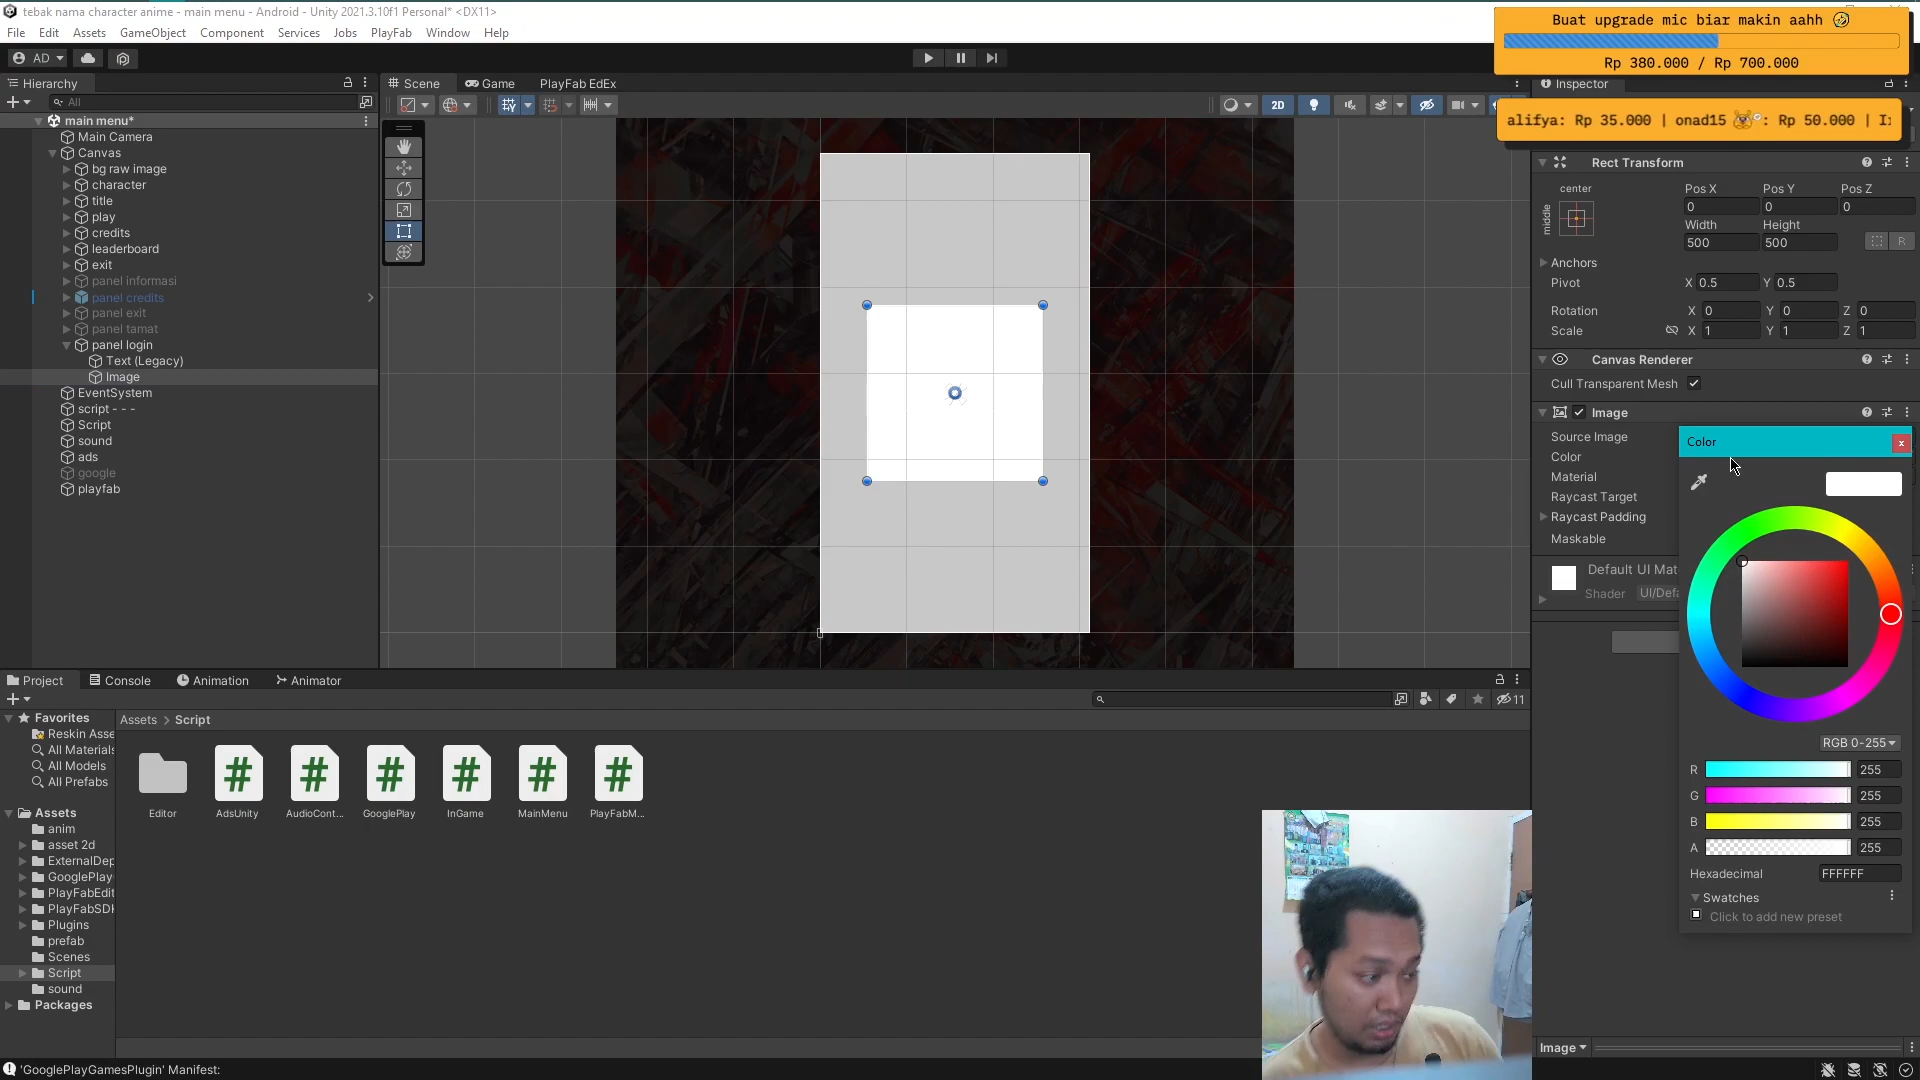 tebak nama character anime - main menu - Android - Unity 2021.3.10f1 Personal* <DX11>
File Edit Assets GameObject Component Services Jobs PlayFab Window Help
Buat upgrade mic biar makin aahh 🤣
Rp 380.000 / Rp 700.000
AD
Hierarchy
Scene Game PlayFab EdEx
Inspector
All
2D
alifya: Rp 35.000 | onad15 : Rp 50.000 |
main menu*
Main Camera
Canvas
bg raw image
character
title
play
credits
leaderboard
exit
panel informasi
panel credits
panel exit
panel tamat
panel login
Text (Legacy)
Image
EventSystem
script - - -
Script
sound
ads
google
playfab
Rect Transform
center
middle
Pos X Pos Y Pos Z
0 0 0
Width Height
500 500
R
Anchors
Pivot X 0.5 Y 0.5
Rotation X 0 Y 0 Z 0
Scale X 1 Y 1 Z 1
Canvas Renderer
Cull Transparent Mesh
Image
Source Image
Color
Material
Raycast Target
Raycast Padding
Maskable
Default UI Mat
Shader UI/Defa
Color
x
RGB 0-255
R 255
G 255
B 255
A 255
Hexadecimal FFFFFF
Swatches
Click to add new preset
Project Console Animation Animator
11
Favorites
Reskin Asse
All Materials
All Models
All Prefabs
Assets
anim
asset 2d
ExternalDep
GooglePlay
PlayFabEdit
PlayFabSDK
Plugins
prefab
Scenes
Script
sound
Packages
Assets > Script
Editor AdsUnity AudioCont... GooglePlay InGame MainMenu PlayFabM...
Image
'GooglePlayGamesPlugin' Manifest: